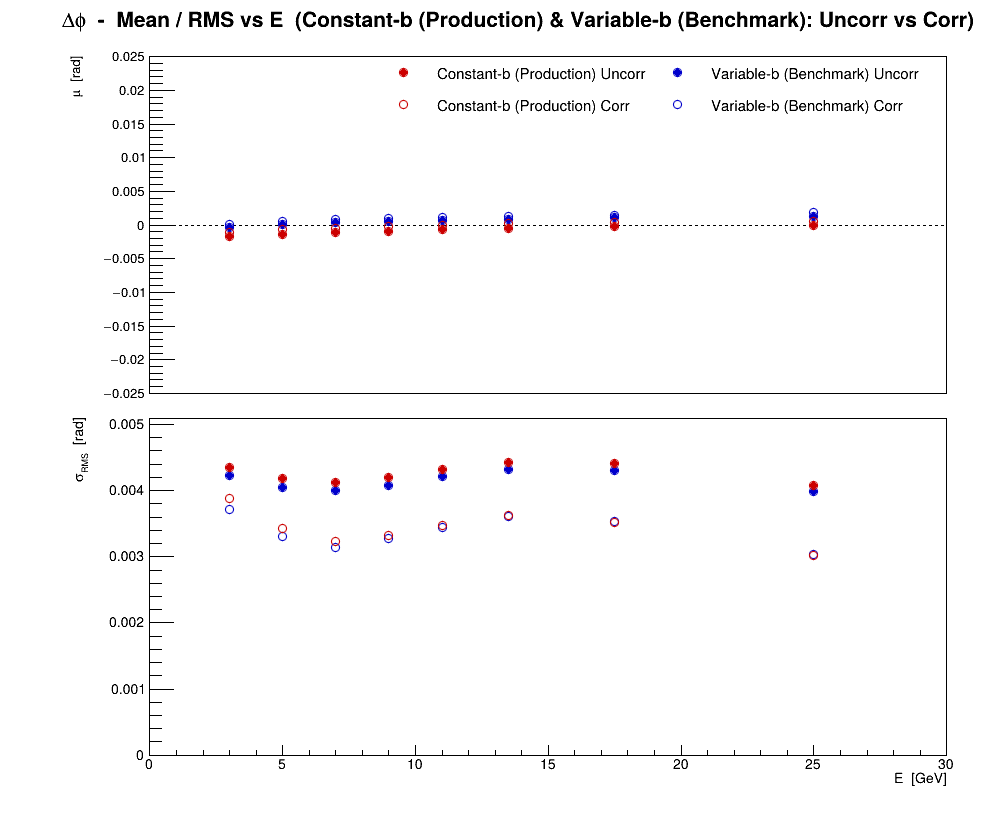 Δϕ - Mean / RMS vs E (Constant-b (Production) & Variable-b (Benchmark): Uncorr vs Corr)
μ [rad]
0.025
0.02
0.015
0.01
0.005
0
−0.005
−0.01
−0.015
−0.02
−0.025
Constant-b (Production) Uncorr
Variable-b (Benchmark) Uncorr
Constant-b (Production) Corr
Variable-b (Benchmark) Corr
σRMS [rad]
0.005
0.004
0.003
0.002
0.001
0
0 5 10 15 20 25 30
E [GeV]